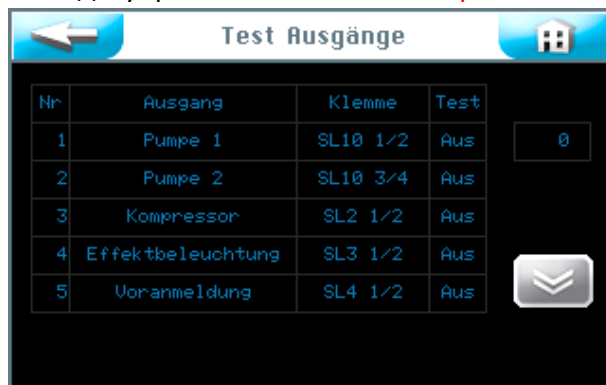 Test Ausgänge
Nr Ausgang Klemme Test
1 Pumpe 1 SL10 1/2 Aus 0
2 Pumpe 2 SL10 3/4 Aus
3 Kompressor SL2 1/2 Aus
4 Effektbeleuchtung SL3 1/2 Aus
5 Voranmeldung SL4 1/2 Aus